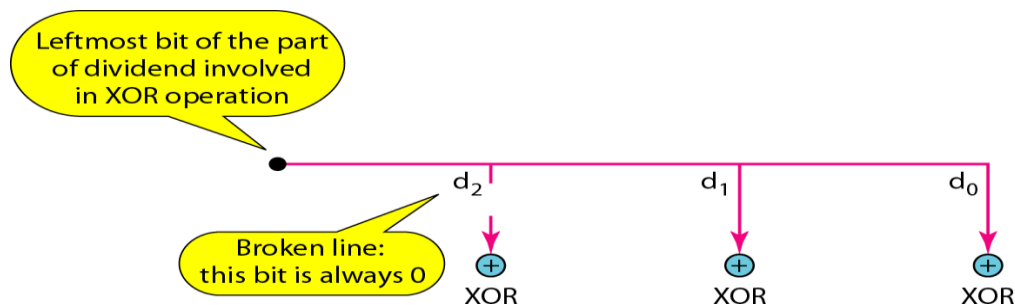 Leftmost bit of the part
of dividend involved
in XOR operation
d2
d1
d0
Broken line:
this bit is always 0
XOR
XOR
XOR